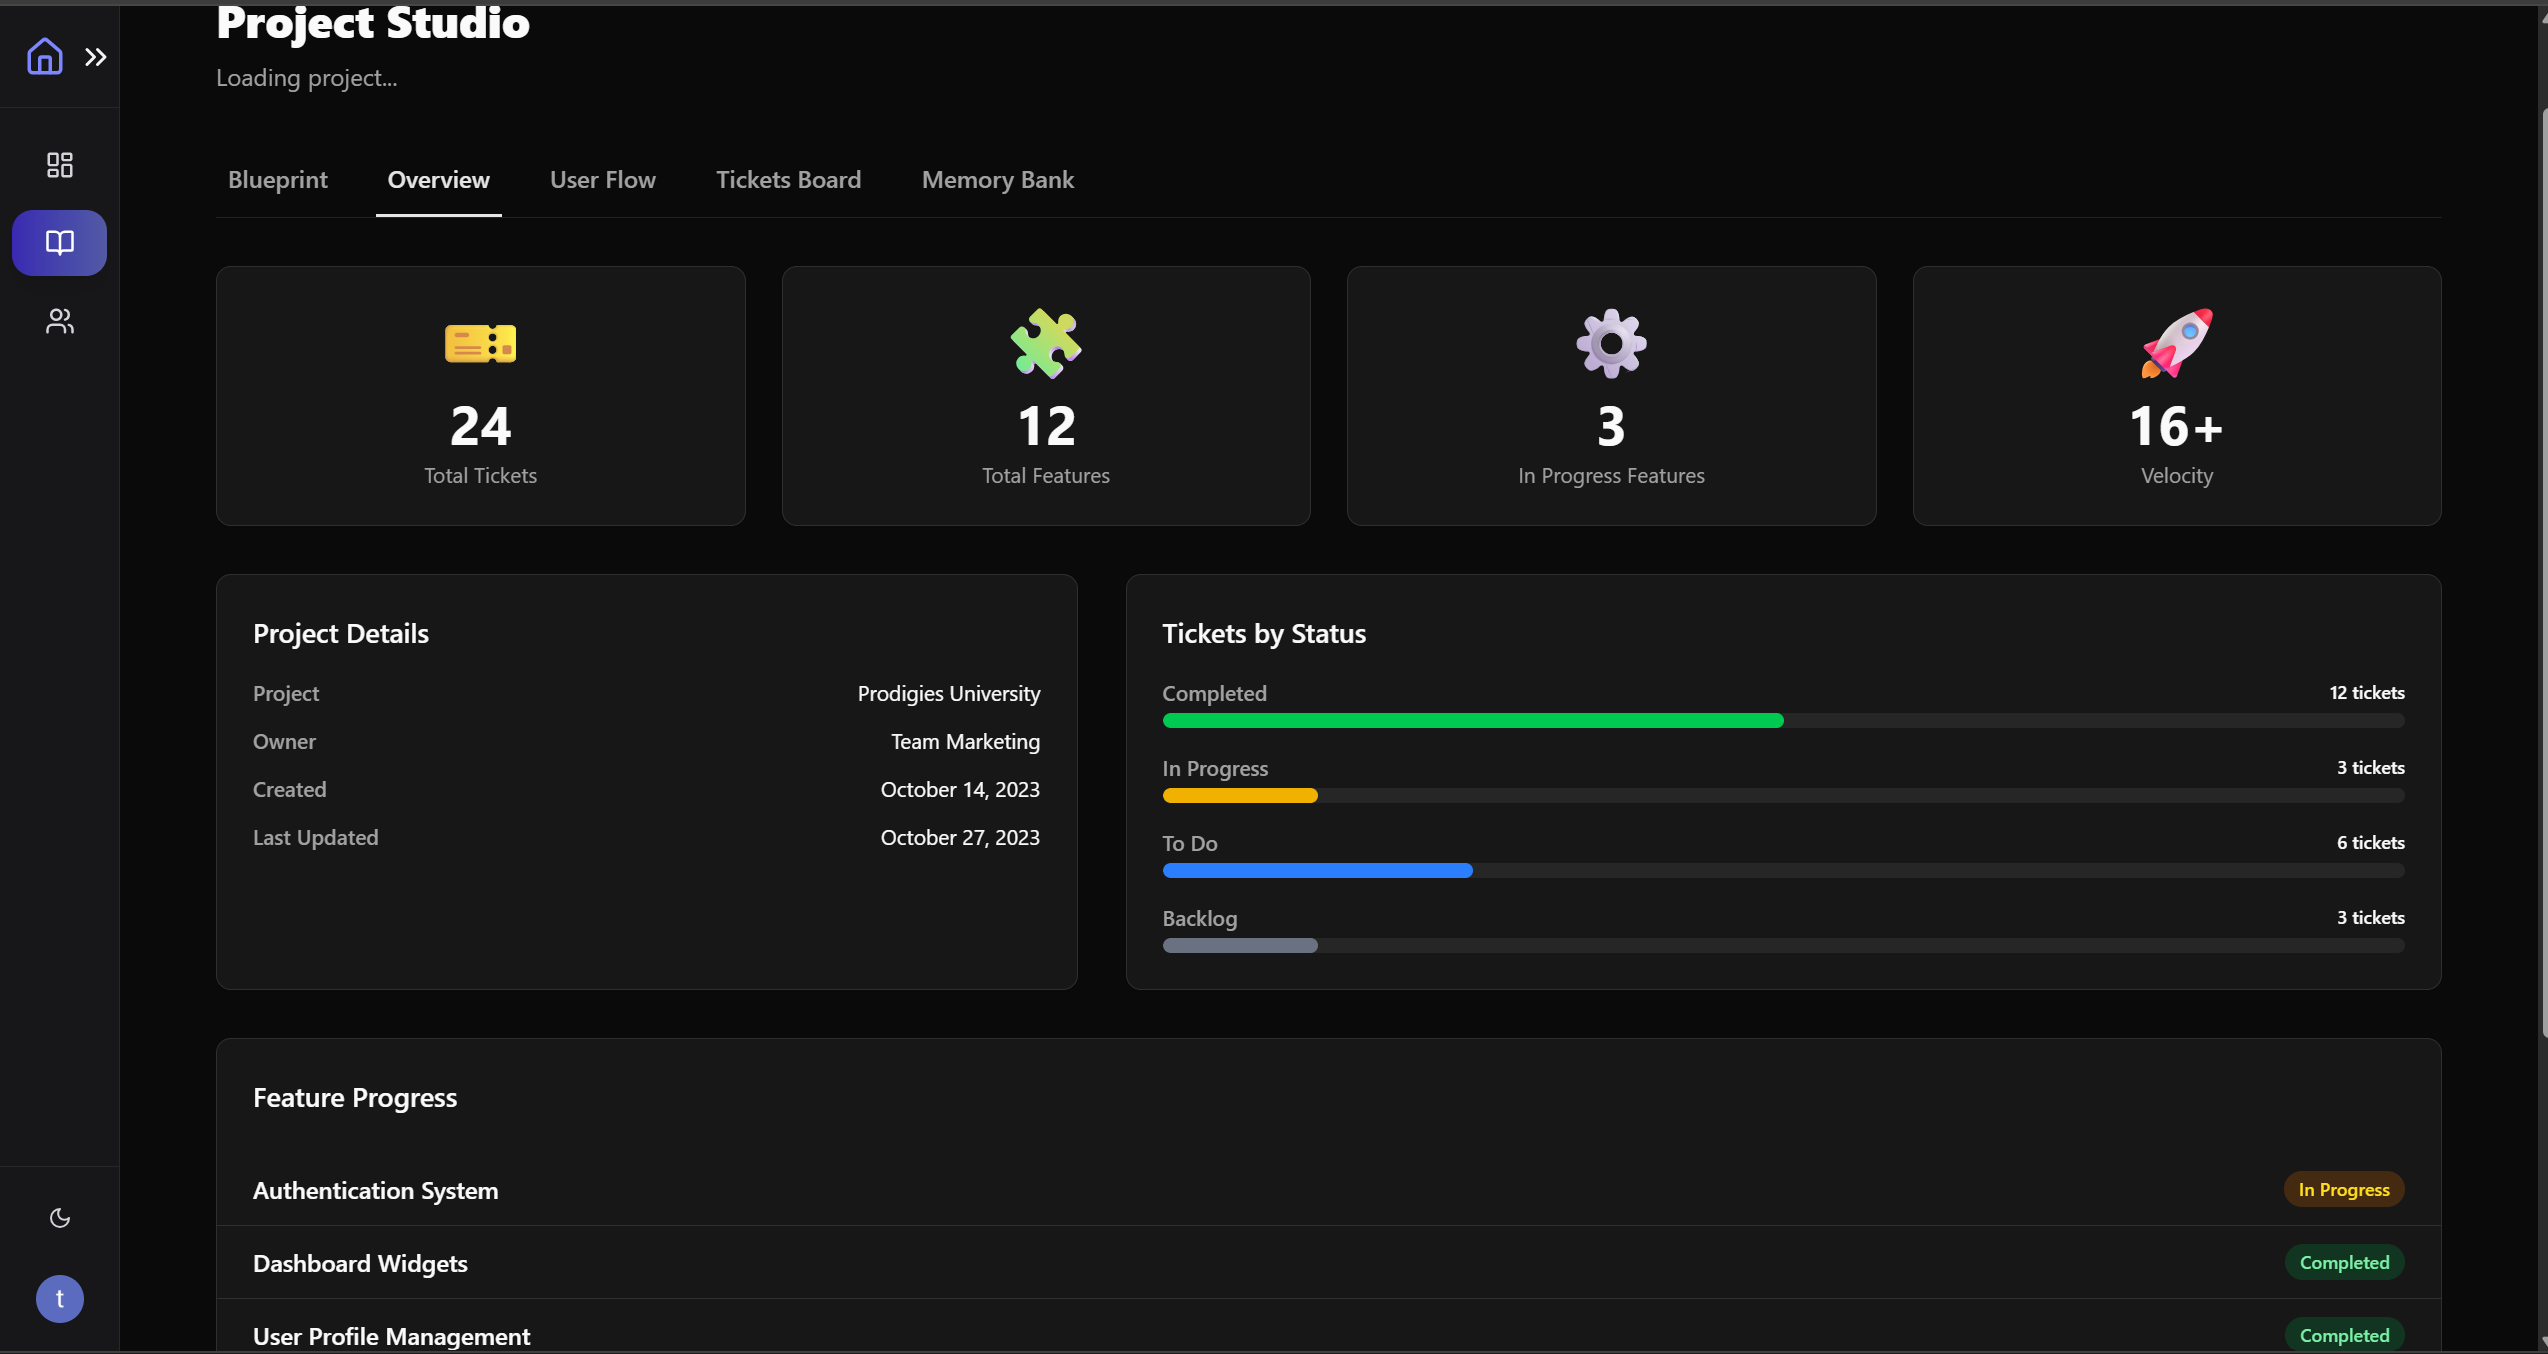 Project Studio
Loading project...
Blueprint
Overview
User Flow
Tickets Board
Memory Bank
24
Total Tickets
12
Total Features
3
In Progress Features
16+
Velocity
Project Details
Project
Prodigies University
Owner
Team Marketing
Created
October 14, 2023
Last Updated
October 27, 2023
Tickets by Status
Completed
12 tickets
In Progress
3 tickets
To Do
6 tickets
Backlog
3 tickets
Feature Progress
Authentication System
In Progress
Dashboard Widgets
Completed
User Profile Management
Completed
t